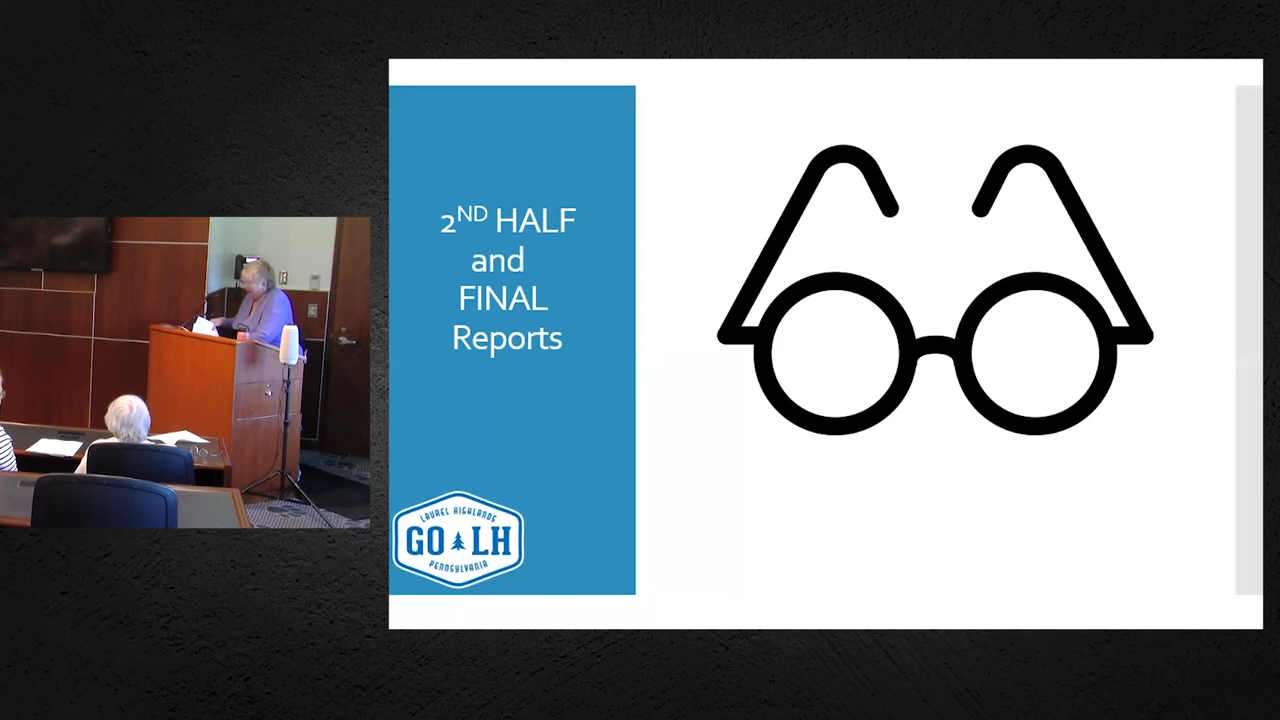 2ND HALF
and
FINAL
Reports
LAUREL HIGHLANDS
GO LH
PENNSYLVANIA